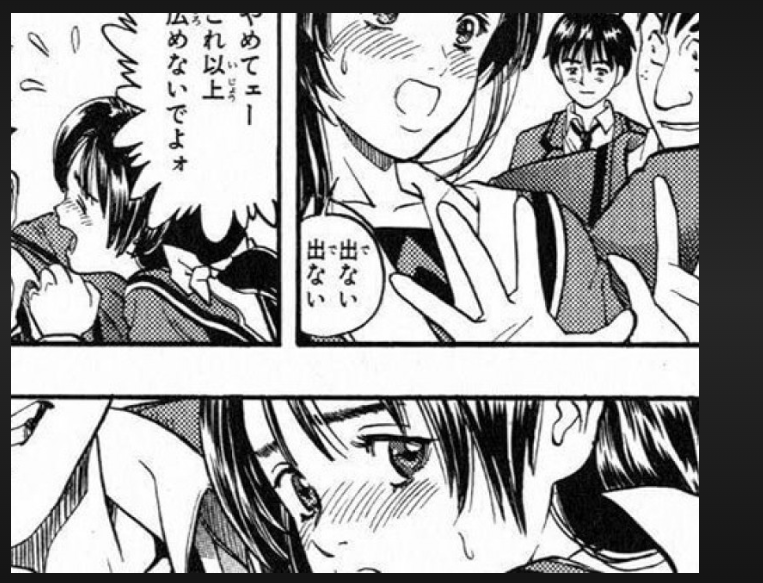 出ない
出ない
やめてェー
これ以上
広めないでよォ